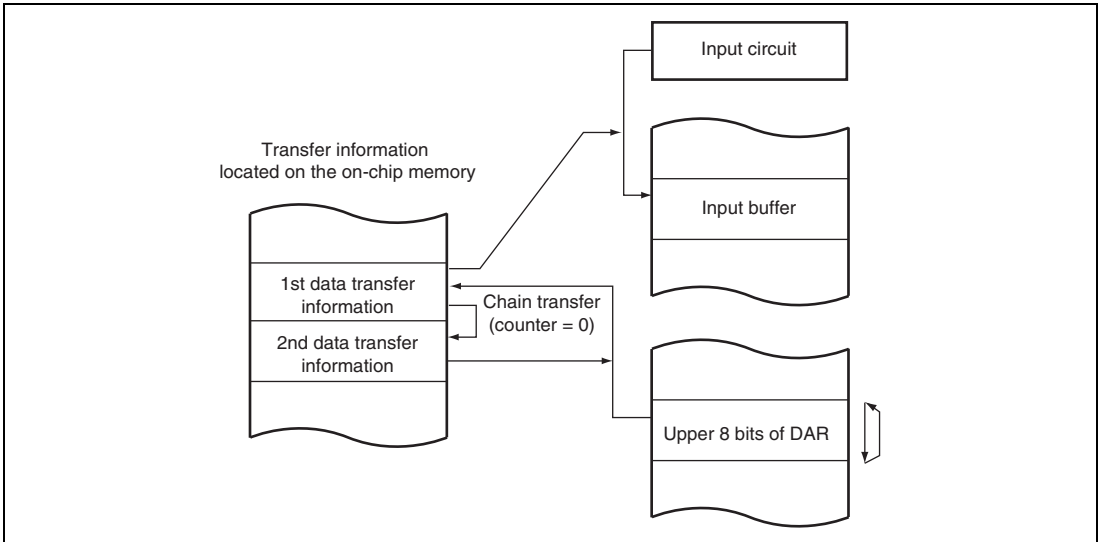 Input circuit
Transfer information
located on the on-chip memory
Input buffer
1st data transfer
information
Chain transfer
(counter = 0)
2nd data transfer
information
Upper 8 bits of DAR